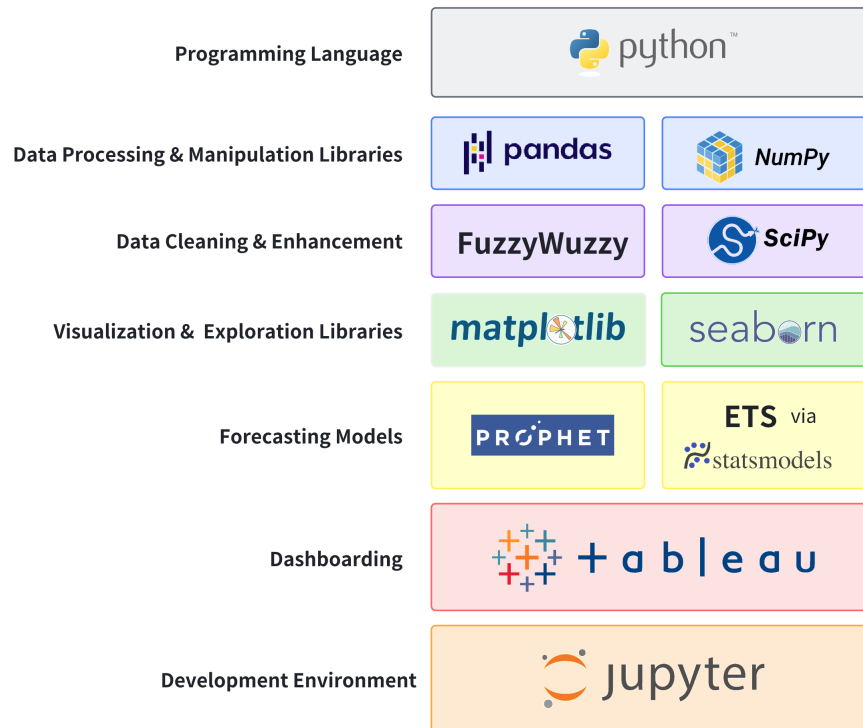 Programming Language
python™
Data Processing & Manipulation Libraries
pandas
NumPy
Data Cleaning & Enhancement
FuzzyWuzzy
SciPy
Visualization & Exploration Libraries
matplotlib
seaborn
Forecasting Models
PROPHET
ETS via
statsmodels
Dashboarding
+ableau
Development Environment
jupyter